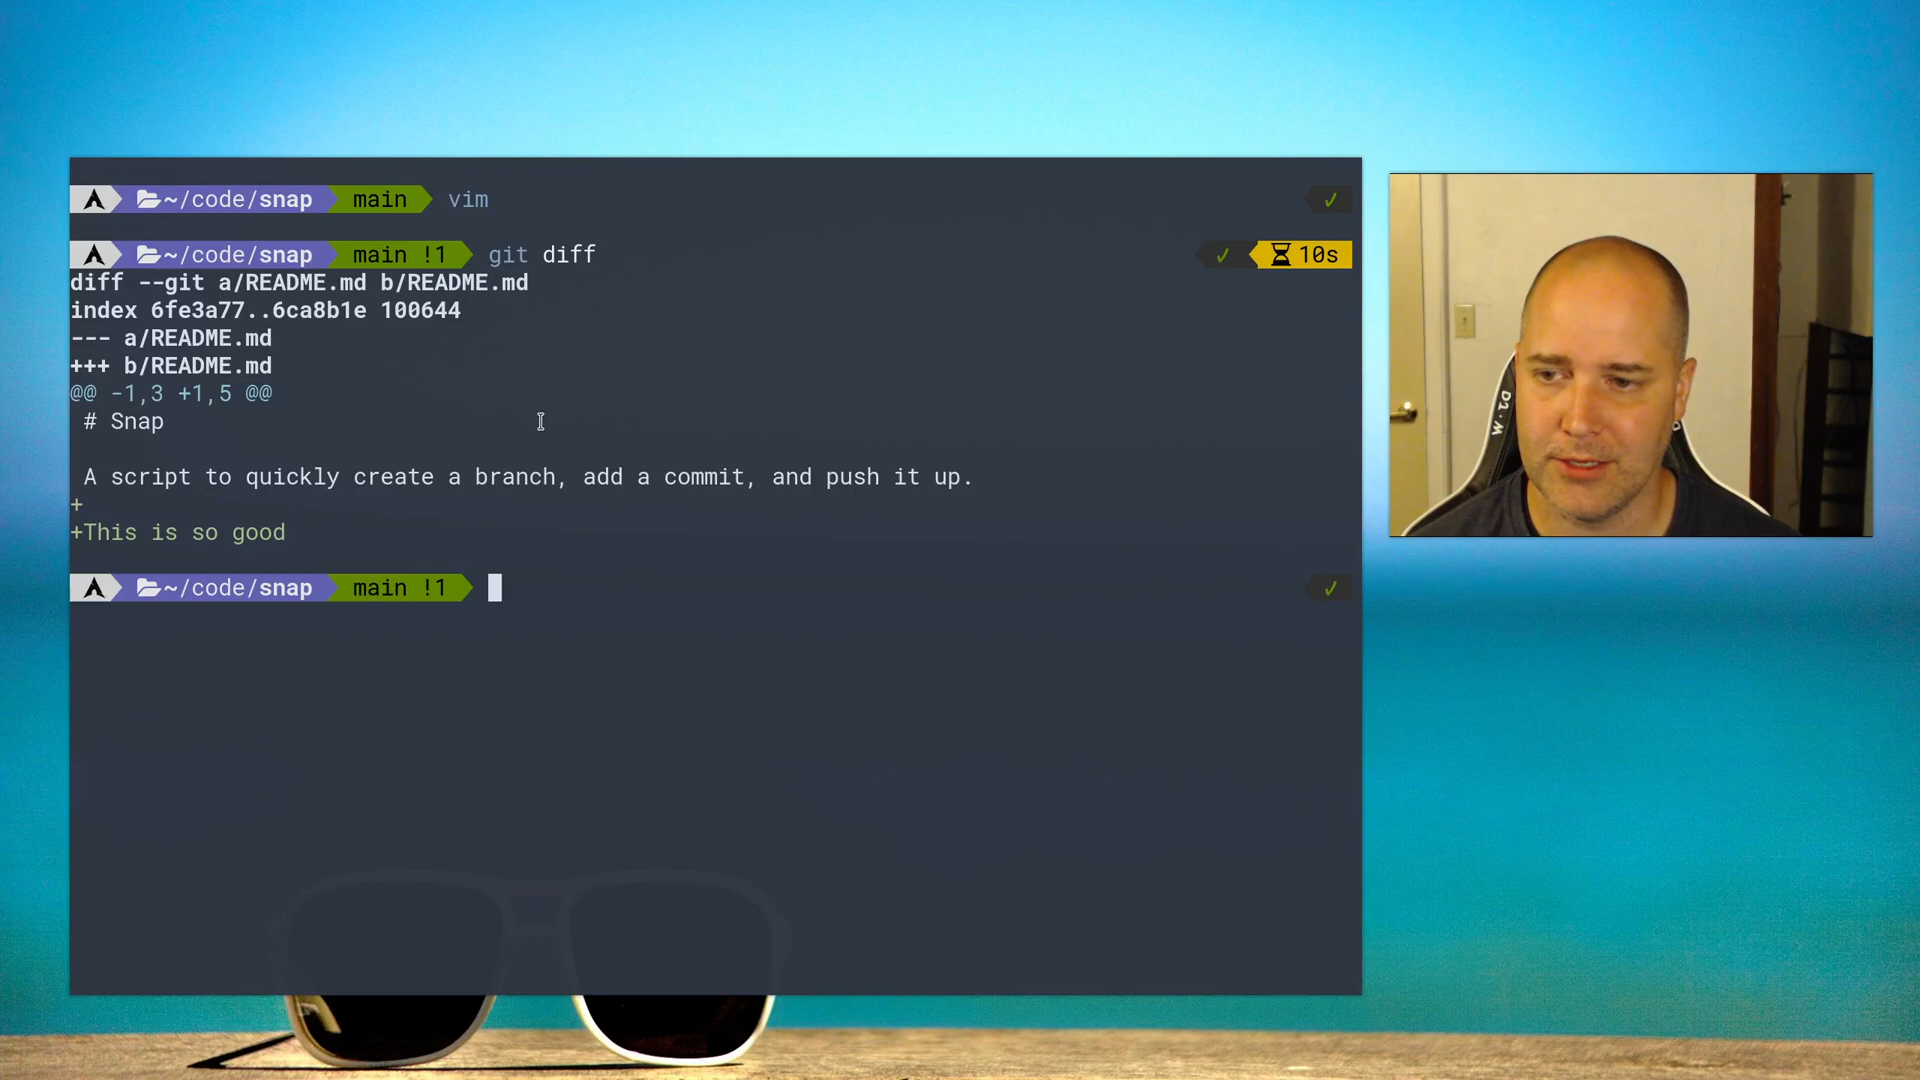 ~/code/snap main vim ✓
~/code/snap main !1 git diff ✓ 10s
diff --git a/README.md b/README.md
index 6fe3a77..6ca8b1e 100644
--- a/README.md
+++ b/README.md
@@ -1,3 +1,5 @@
# Snap
A script to quickly create a branch, add a commit, and push it up.
+
+This is so good
~/code/snap main !1 ✓